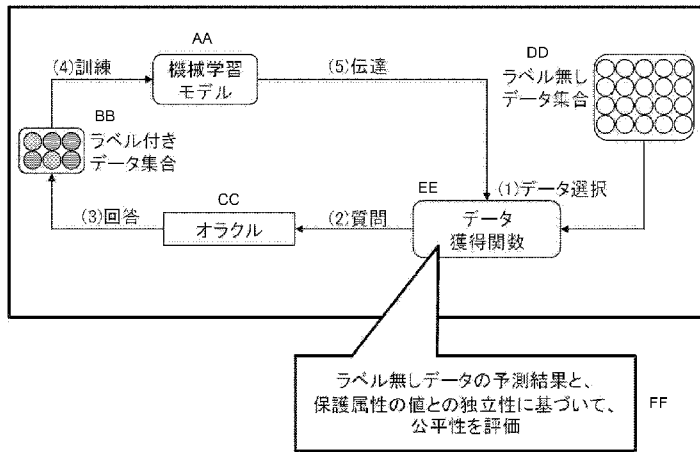 AA
機械学習
モデル
(4)訓練
(5)伝達
DD
ラベル無し
データ集合
BB
ラベル付き
データ集合
CC
オラクル
(3)回答
(2)質問
EE
データ
獲得関数
(1)データ選択
ラベル無しデータの予測結果と、
保護属性の値との独立性に基づいて、
公平性を評価
FF